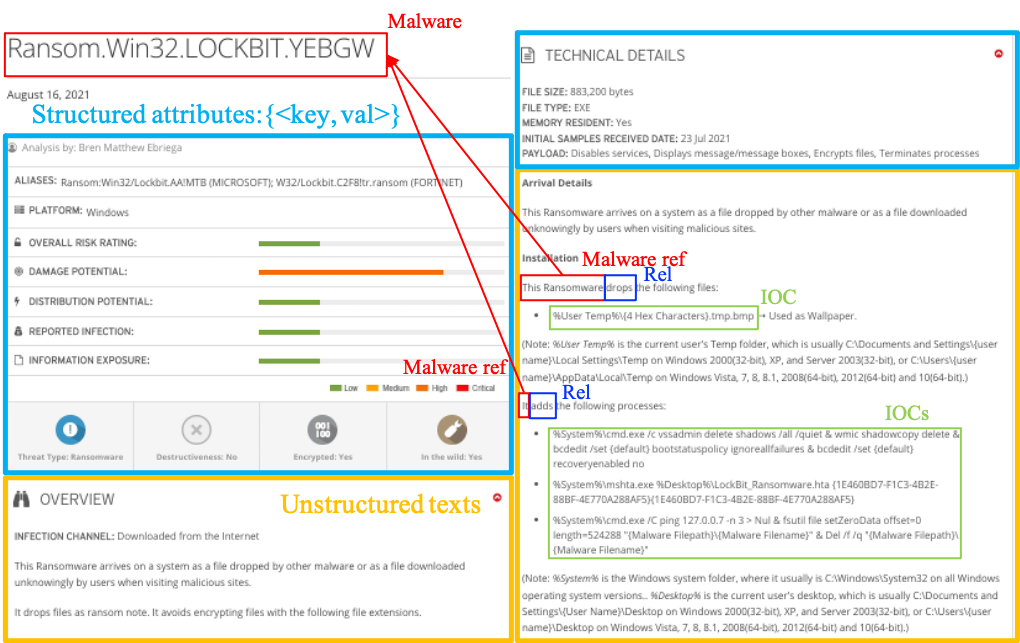 Malware
Ransom.Win32.LOCKBIT.YEBGW
August 16, 2021
Structured attributes:{<key, val>}
Analysis by: Bren Matthew Ebriega
ALIASES: Ransom:Win32/Lockbit.AA!MTB (MICROSOFT); W32/Lockbit.C2F8!tr.ransom (FORTINET)
PLATFORM: Windows
OVERALL RISK RATING:
DAMAGE POTENTIAL:
DISTRIBUTION POTENTIAL:
REPORTED INFECTION:
INFORMATION EXPOSURE:
Malware ref
Low Medium High Critical
Threat Type: Ransomware
Destructiveness: No
Encrypted: Yes
In the wild: Yes
OVERVIEW
Unstructured texts
INFECTION CHANNEL: Downloaded from the Internet
This Ransomware arrives on a system as a file dropped by other malware or as a file downloaded
unknowingly by users when visiting malicious sites.
It drops files as ransom note. It avoids encrypting files with the following file extensions.
TECHNICAL DETAILS
FILE SIZE: 883,200 bytes
FILE TYPE: EXE
MEMORY RESIDENT: Yes
INITIAL SAMPLES RECEIVED DATE: 23 Jul 2021
PAYLOAD: Disables services, Displays message/message boxes, Encrypts files, Terminates processes
Arrival Details
This Ransomware arrives on a system as a file dropped by other malware or as a file downloaded
unknowingly by users when visiting malicious sites.
Installation
Malware ref
Rel
This Ransomware drops the following files:
IOC
%User Temp%\{4 Hex Characters}.tmp.bmp → Used as Wallpaper.
(Note: %User Temp% is the current user's Temp folder, which is usually C:\Documents and Settings\{user
name}\Local Settings\Temp on Windows 2000(32-bit), XP, and Server 2003(32-bit), or C:\Users\{user
name}\AppData\Local\Temp on Windows Vista, 7, 8, 8.1, 2008(64-bit), 2012(64-bit) and 10(64-bit).)
Rel
It adds the following processes:
IOCs
%System%\cmd.exe /c vssadmin delete shadows /all /quiet & wmic shadowcopy delete &
bcdedit /set {default} bootstatuspolicy ignoreallfailures & bcdedit /set {default}
recoveryenabled no
%System%\mshta.exe %Desktop%\LockBit_Ransomware.hta {1E460BD7-F1C3-4B2E-
88BF-4E770A288AF5}{1E460BD7-F1C3-4B2E-88BF-4E770A288AF5}
%System%\cmd.exe /C ping 127.0.0.7 -n 3 > Nul & fsutil file setZeroData offset=0
length=524288 "{Malware Filepath}\{Malware Filename}" & Del /f /q "{Malware Filepath}\
{Malware Filename}"
(Note: %System% is the Windows system folder, where it usually is C:\Windows\System32 on all Windows
operating system versions.. %Desktop% is the current user's desktop, which is usually C:\Documents and
Settings\{User Name}\Desktop on Windows 2000(32-bit), XP, and Server 2003(32-bit), or C:\Users\{user
name}\Desktop on Windows Vista, 7, 8, 8.1, 2008(64-bit), 2012(64-bit) and 10(64-bit).)